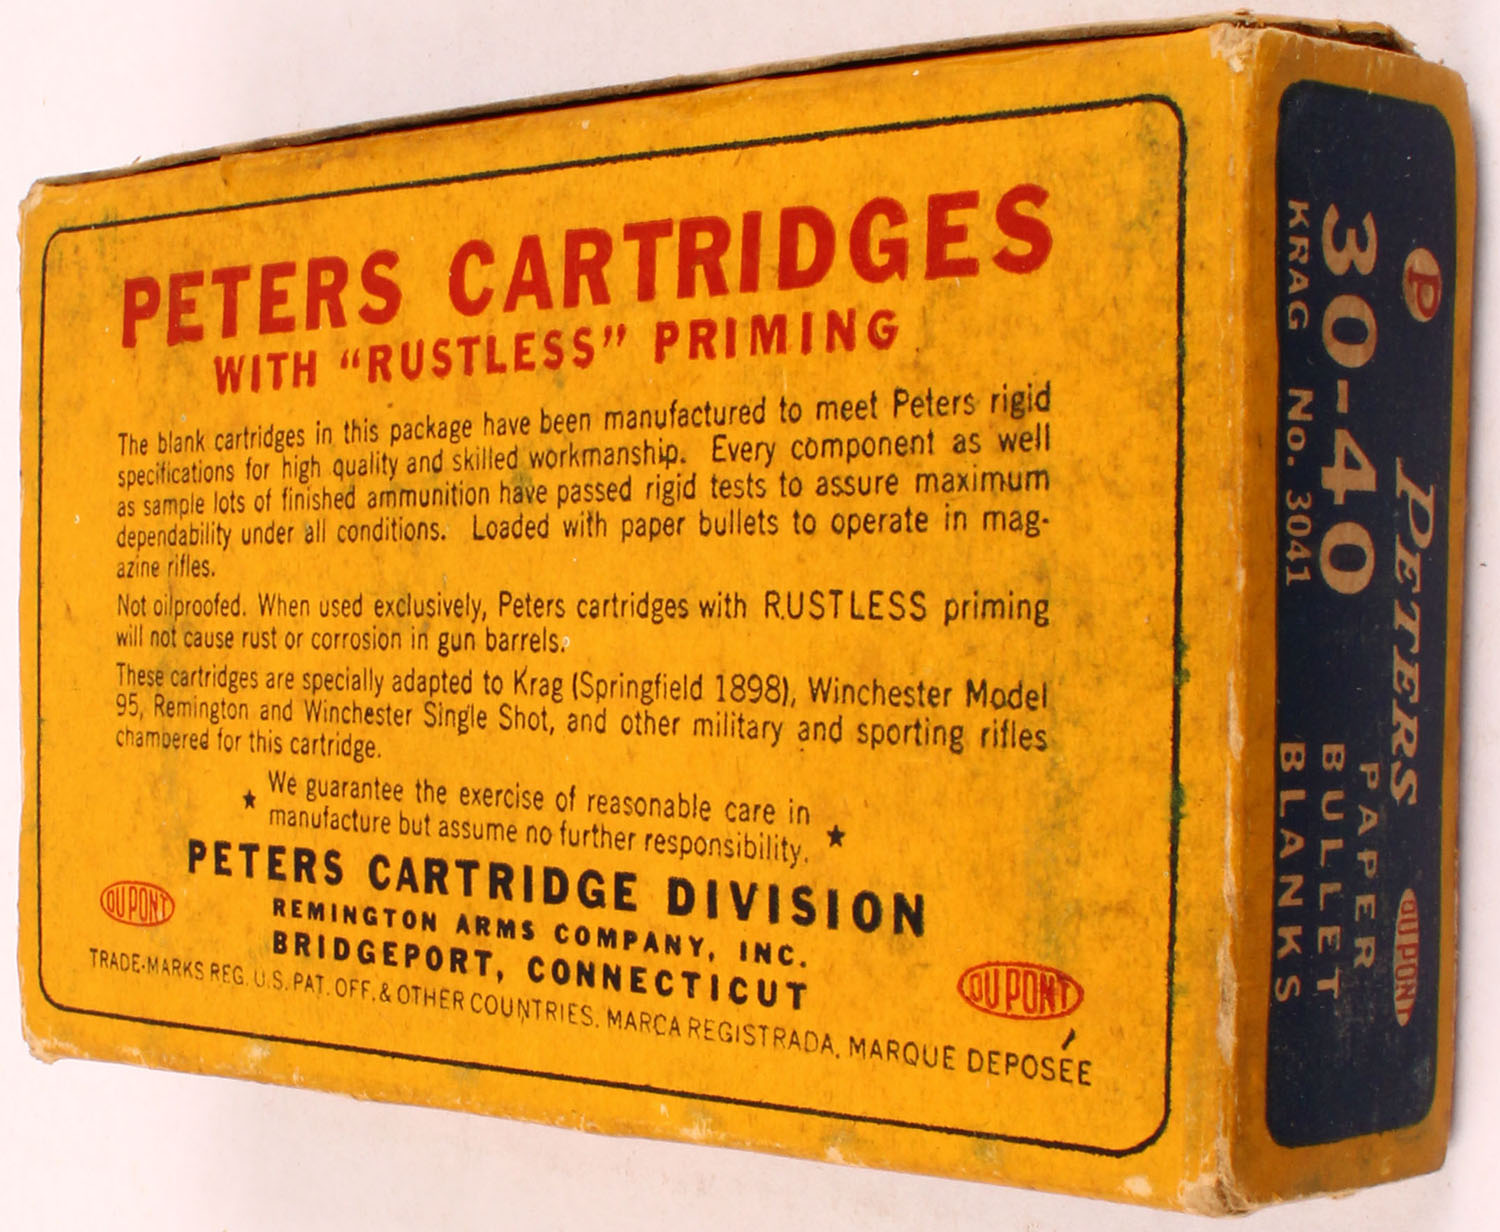 PETERS CARTRIDGES
WITH “RUSTLESS” PRIMING
The blank cartridges in this package have been manufactured to meet Peters rigid
specifications for high quality and skilled workmanship. Every component as well
as sample lots of finished ammunition have passed rigid tests to assure maximum
dependability under all conditions. Loaded with paper bullets to operate in mag-
azine rifles.
Not oilproofed. When used exclusively, Peters cartridges with RUSTLESS priming
will not cause rust or corrosion in gun barrels.
These cartridges are specially adapted to Krag (Springfield 1898), Winchester Model
95, Remington and Winchester Single Shot, and other military and sporting rifles
chambered for this cartridge.
★ We guarantee the exercise of reasonable care in
manufacture but assume no further responsibility. ★
PETERS CARTRIDGE DIVISION
REMINGTON ARMS COMPANY, INC.
BRIDGEPORT, CONNECTICUT
DU PONT
DU PONT
TRADE-MARKS REG. U.S. PAT. OFF. & OTHER COUNTRIES. MARCA REGISTRADA, MARQUE DEPOSÉE
P PETERS DU PONT
30-40
KRAG No. 3041
PAPER
BULLET
BLANKS